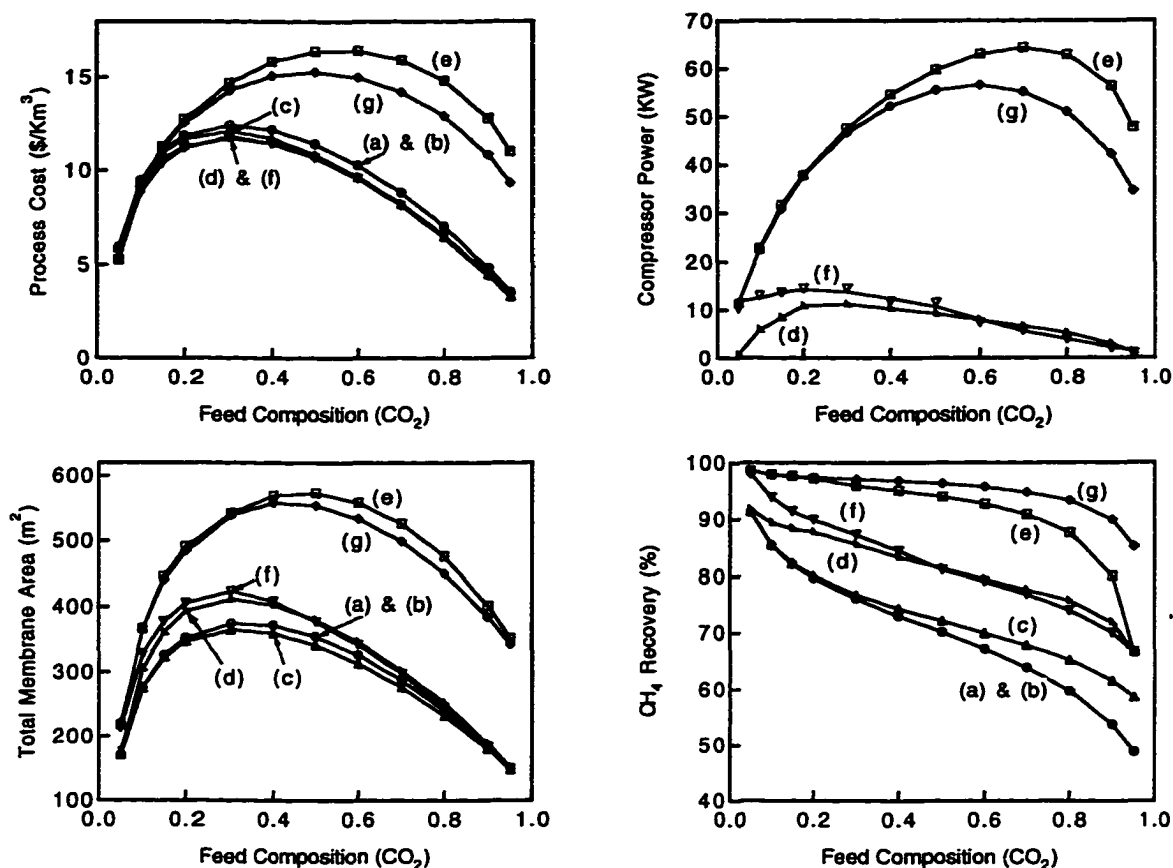 Process Cost ($/Km³)
15
10
5
0
0.0 0.2 0.4 0.6 0.8 1.0
Feed Composition (CO₂)
(e)
(g)
(c)
(a) & (b)
(d) & (f)
Compressor Power (KW)
70
60
50
40
30
20
10
0
0.0 0.2 0.4 0.6 0.8 1.0
Feed Composition (CO₂)
(e)
(g)
(f)
(d)
Total Membrane Area (m²)
600
500
400
300
200
100
0.0 0.2 0.4 0.6 0.8 1.0
Feed Composition (CO₂)
(e)
(g)
(f)
(a) & (b)
(d)
(c)
CH₄ Recovery (%)
100
90
80
70
60
50
40
0.0 0.2 0.4 0.6 0.8 1.0
Feed Composition (CO₂)
(g)
(f)
(e)
(d)
(c)
(a) & (b)